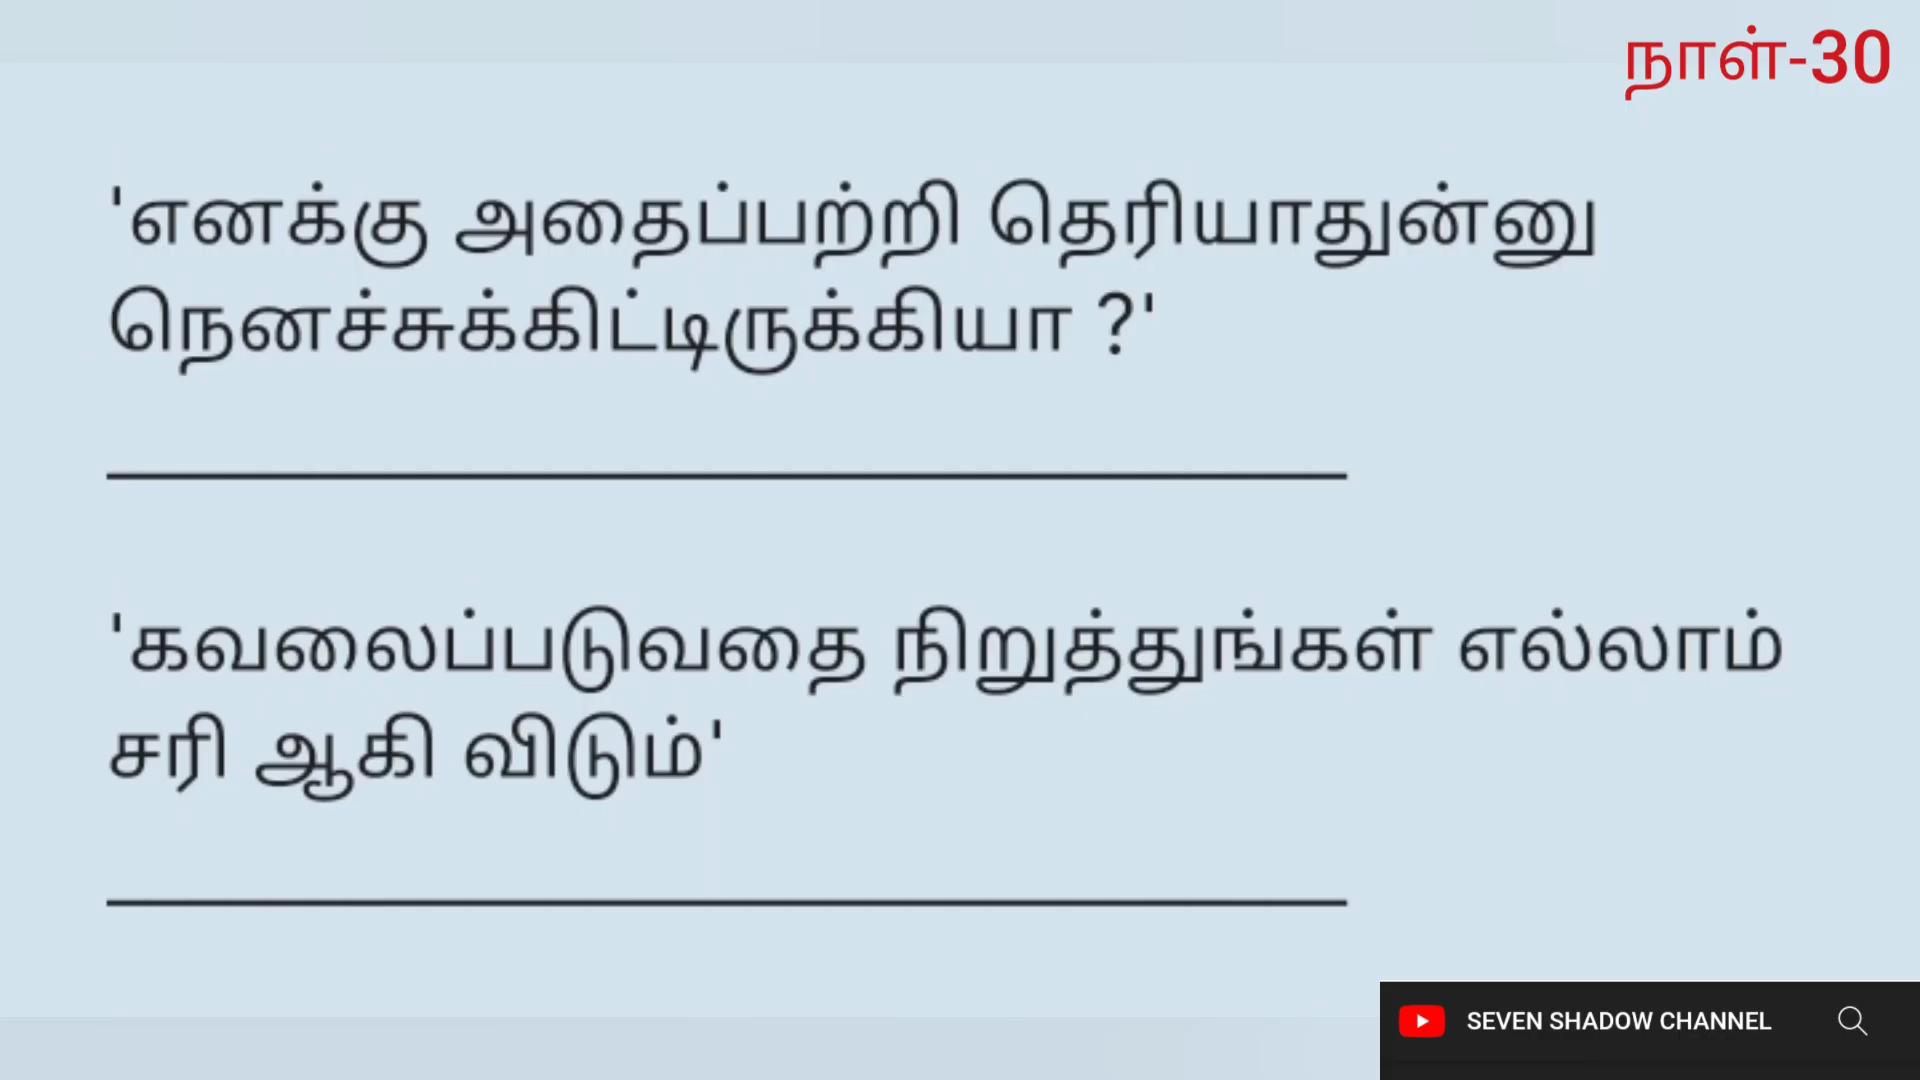 நாள்-30
'எனக்கு அதைப்பற்றி தெரியாதுன்னு
நெனச்சுக்கிட்டிருக்கியா ?'
'கவலைப்படுவதை நிறுத்துங்கள் எல்லாம்
சரி ஆகி விடும்'
SEVEN SHADOW CHANNEL